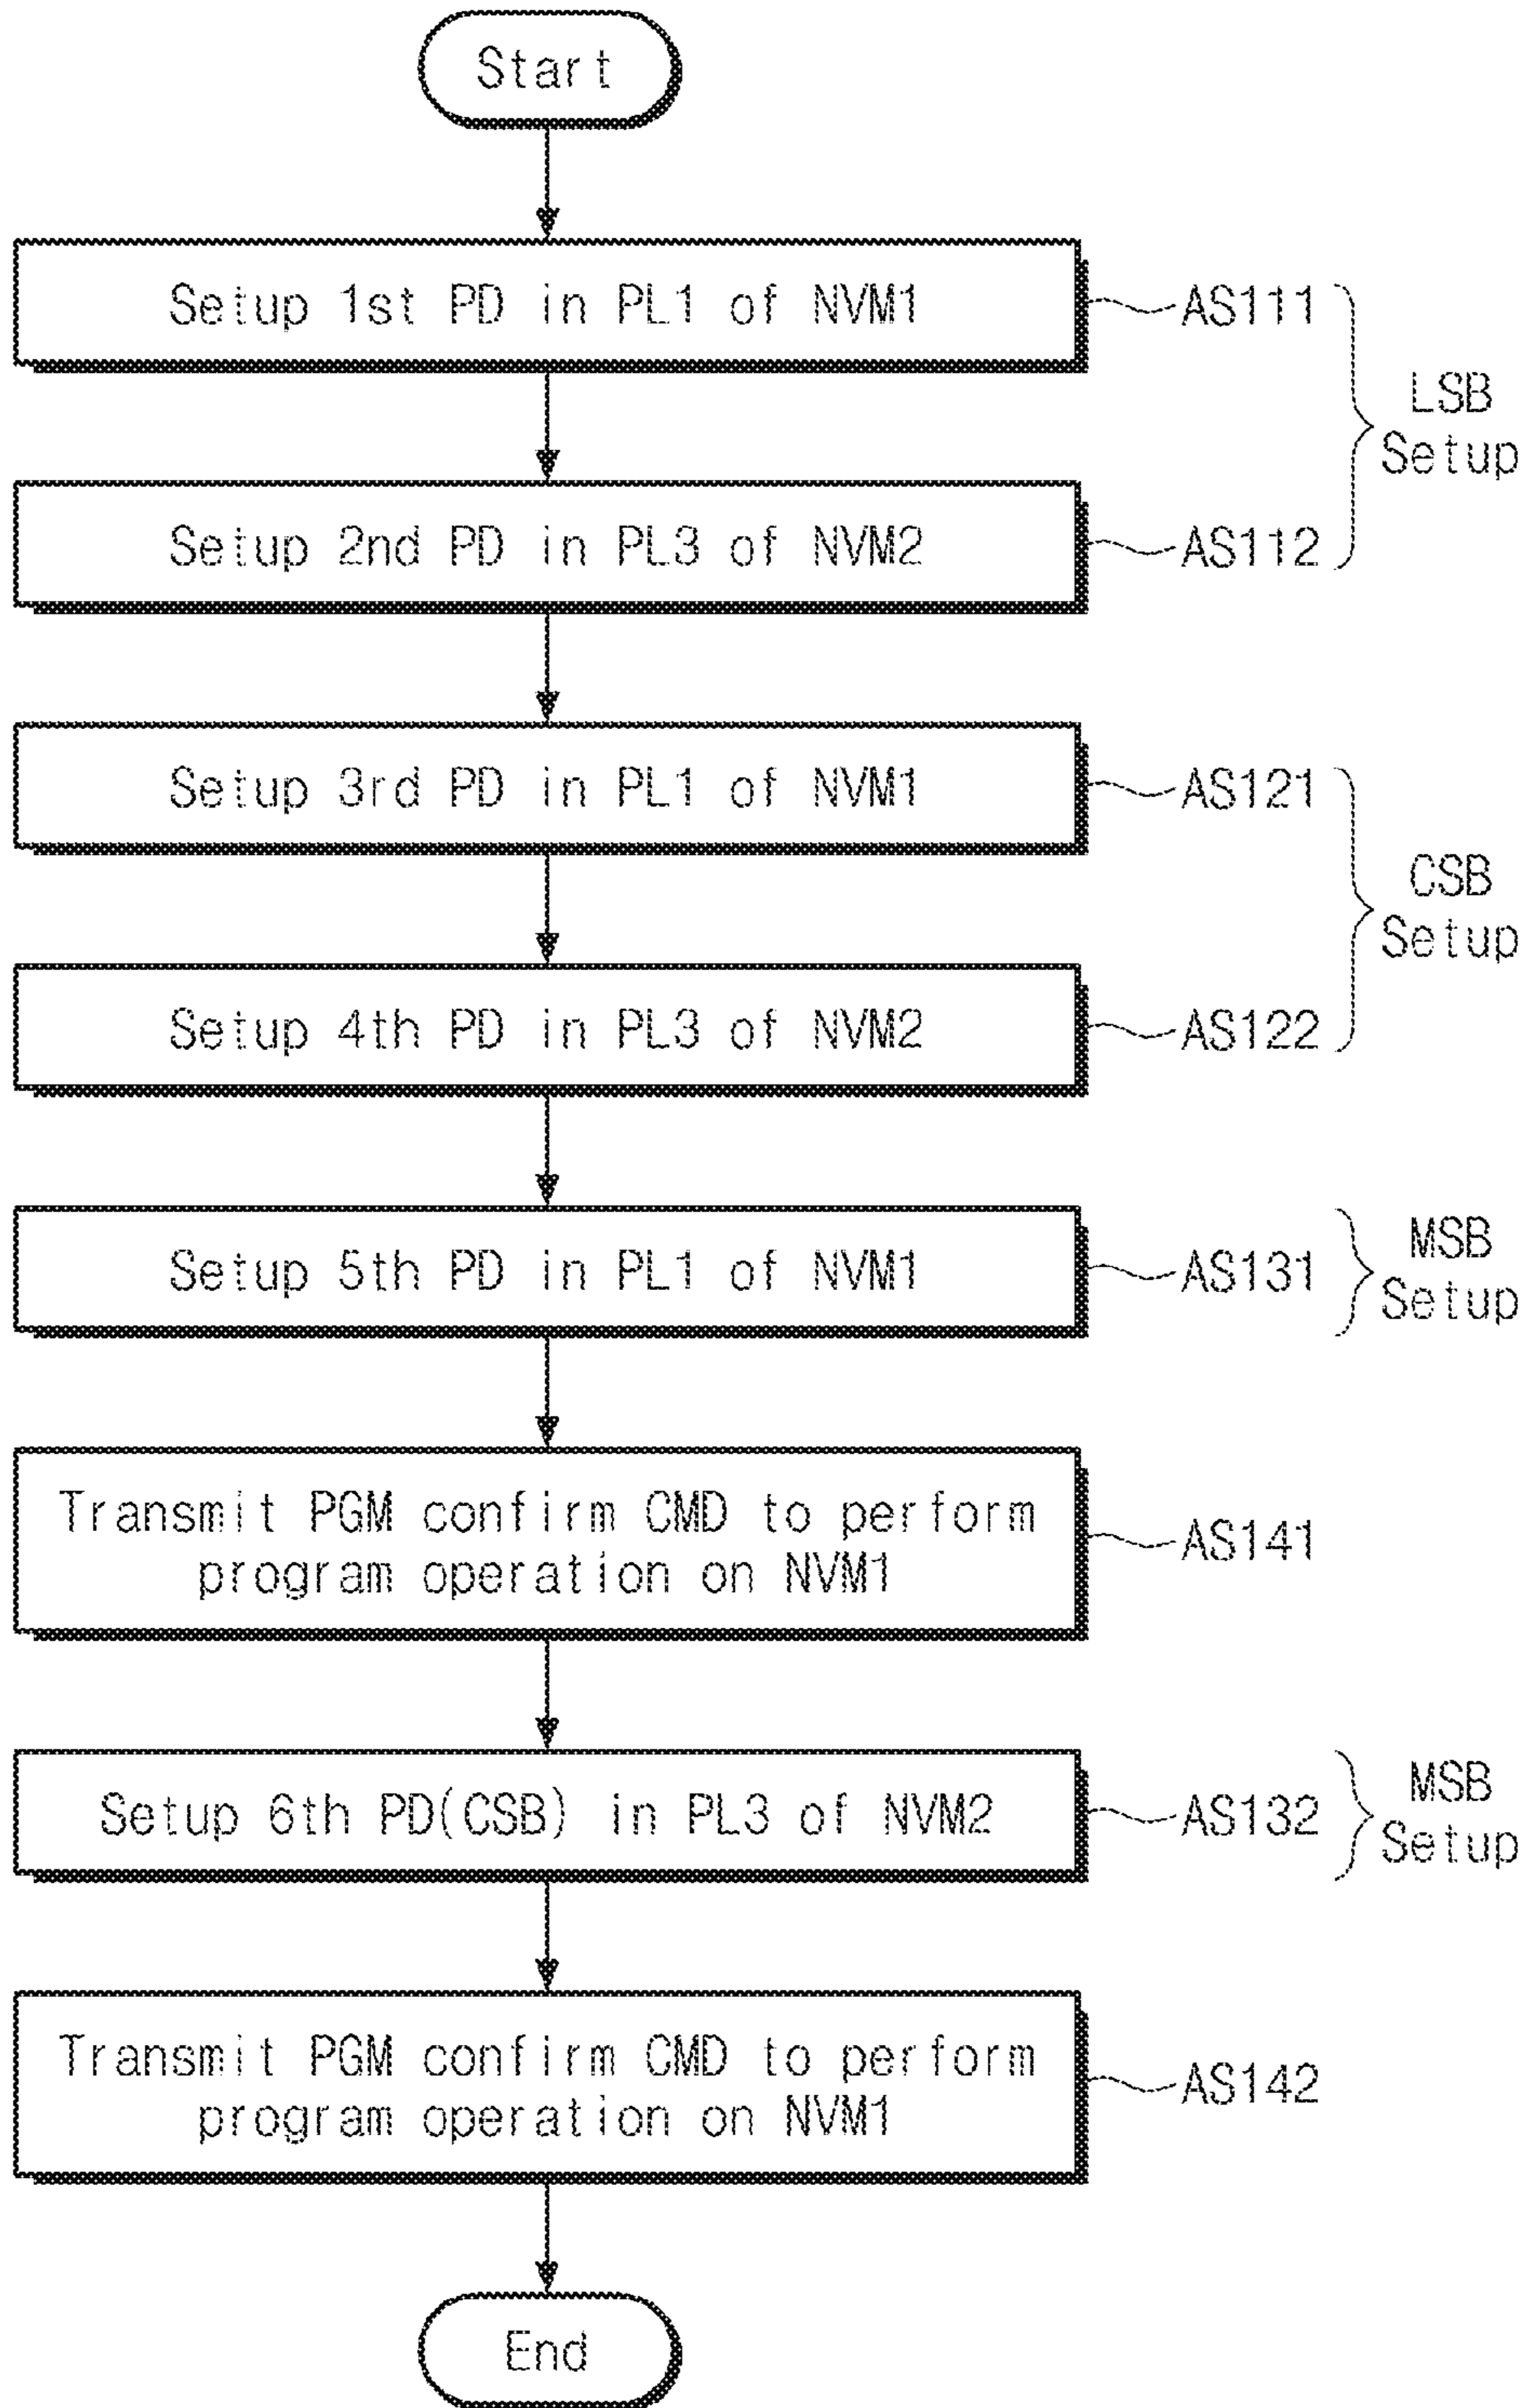 Start
Setup 1st PD in PL1 of NVM1
AS111
LSB
Setup
Setup 2nd PD in PL3 of NVM2
AS112
Setup 3rd PD in PL1 of NVM1
AS121
CSB
Setup
Setup 4th PD in PL3 of NVM2
AS122
Setup 5th PD in PL1 of NVM1
AS131
MSB
Setup
Transmit PGM confirm CMD to perform
program operation on NVM1
AS141
Setup 6th PD(CSB) in PL3 of NVM2
AS132
MSB
Setup
Transmit PGM confirm CMD to perform
program operation on NVM1
AS142
End